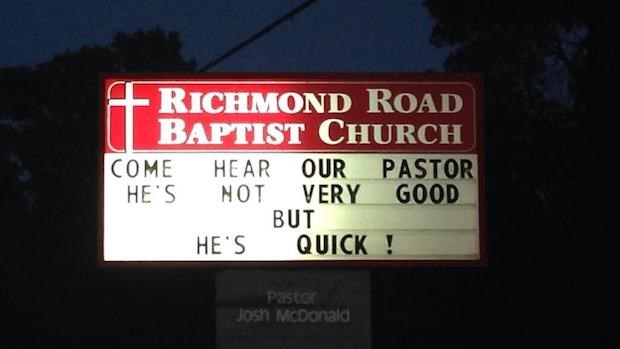 RICHMOND ROAD
BAPTIST CHURCH
COME HEAR OUR PASTOR
HE'S NOT VERY GOOD
BUT
HE'S QUICK !
Pastor
Josh McDonald